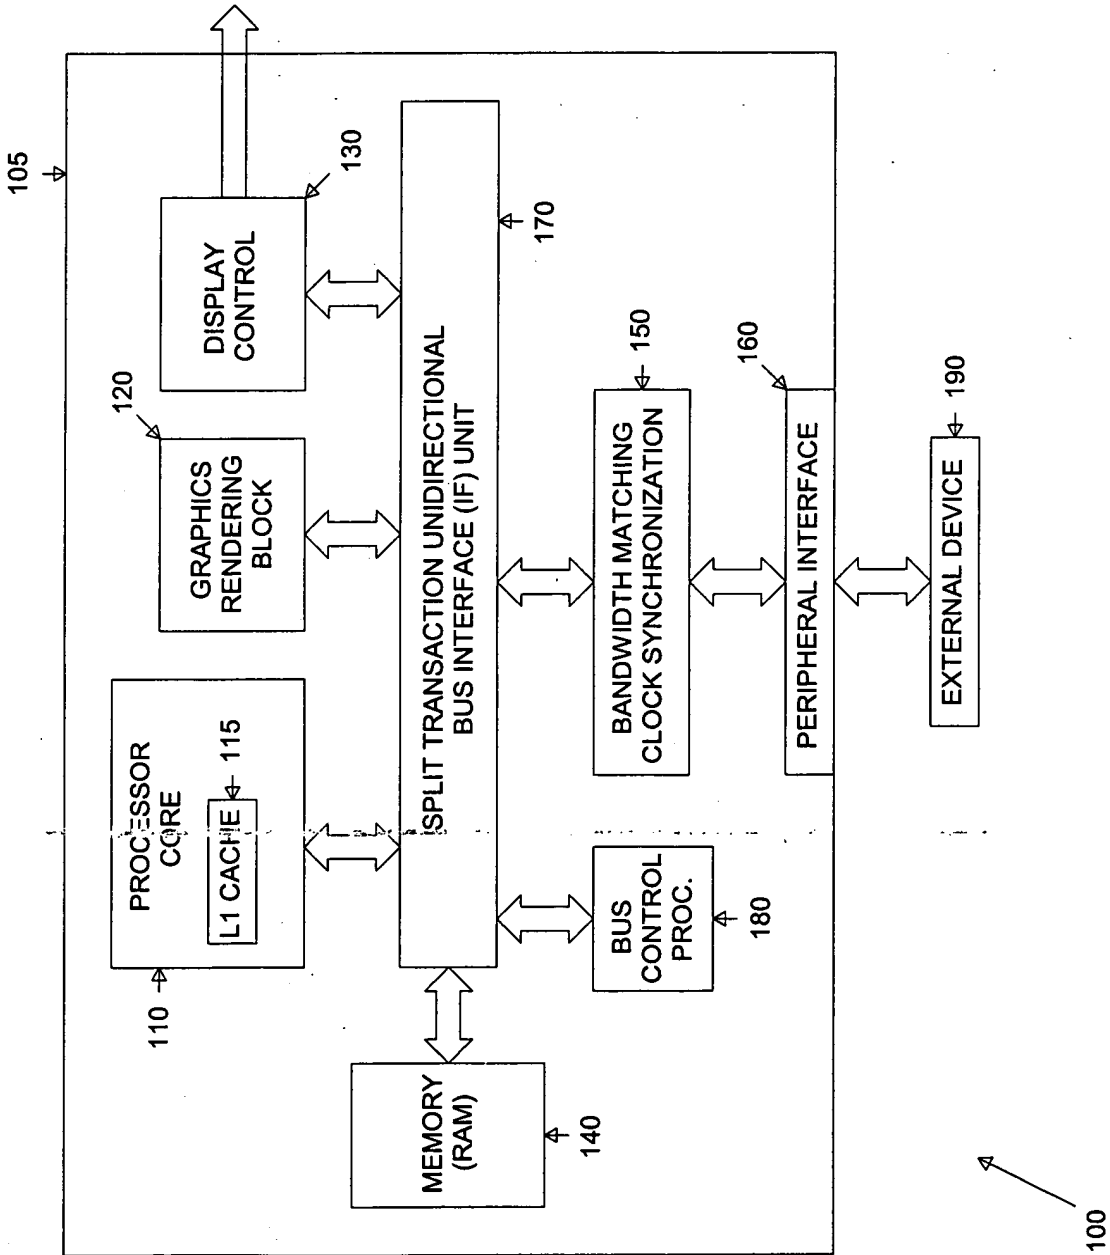 105
DISPLAY
CONTROL
130
120
GRAPHICS
RENDERING
BLOCK
PROCESSOR
CORE
L1 CACHE
115
110
SPLIT TRANSACTION UNIDIRECTIONAL
BUS INTERFACE (IF) UNIT
170
MEMORY
(RAM)
140
BUS
CONTROL
PROC.
180
BANDWIDTH MATCHING
CLOCK SYNCHRONIZATION
150
PERIPHERAL INTERFACE
160
EXTERNAL DEVICE
190
100